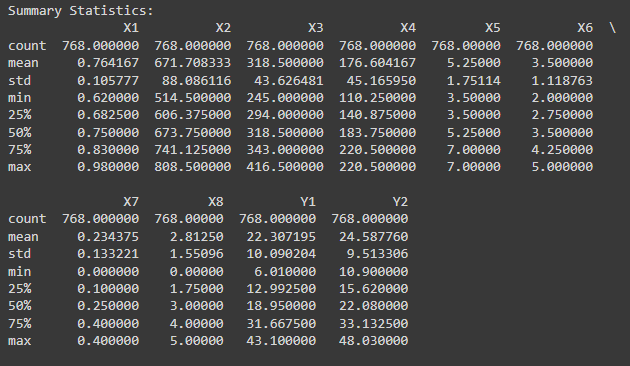 Summary Statistics:
               X1          X2          X3          X4         X5          X6  \
count  768.000000  768.000000  768.000000  768.000000  768.00000  768.000000
mean     0.764167  671.708333  318.500000  176.604167    5.25000    3.500000
std      0.105777   88.086116   43.626481   45.165950    1.75114    1.118763
min      0.620000  514.500000  245.000000  110.250000    3.50000    2.000000
25%      0.682500  606.375000  294.000000  140.875000    3.50000    2.750000
50%      0.750000  673.750000  318.500000  183.750000    5.25000    3.500000
75%      0.830000  741.125000  343.000000  220.500000    7.00000    4.250000
max      0.980000  808.500000  416.500000  220.500000    7.00000    5.000000

               X7         X8          Y1          Y2
count  768.000000  768.00000  768.000000  768.000000
mean     0.234375    2.81250   22.307195   24.587760
std      0.133221    1.55096   10.090204    9.513306
min      0.000000    0.00000    6.010000   10.900000
25%      0.100000    1.75000   12.992500   15.620000
50%      0.250000    3.00000   18.950000   22.080000
75%      0.400000    4.00000   31.667500   33.132500
max      0.400000    5.00000   43.100000   48.030000